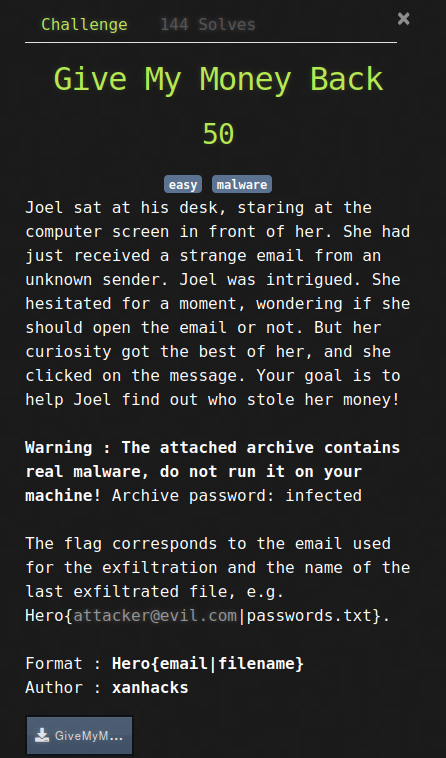 Challenge 144 Solves ×
Give My Money Back
50
easy malware
Joel sat at his desk, staring at the
computer screen in front of her. She had
just received a strange email from an
unknown sender. Joel was intrigued. She
hesitated for a moment, wondering if she
should open the email or not. But her
curiosity got the best of her, and she
clicked on the message. Your goal is to
help Joel find out who stole her money!
Warning : The attached archive contains
real malware, do not run it on your
machine! Archive password: infected
The flag corresponds to the email used
for the exfiltration and the name of the
last exfiltrated file, e.g.
Hero{attacker@evil.com|passwords.txt}.
Format : Hero{email|filename}
Author : xanhacks
GiveMyM...